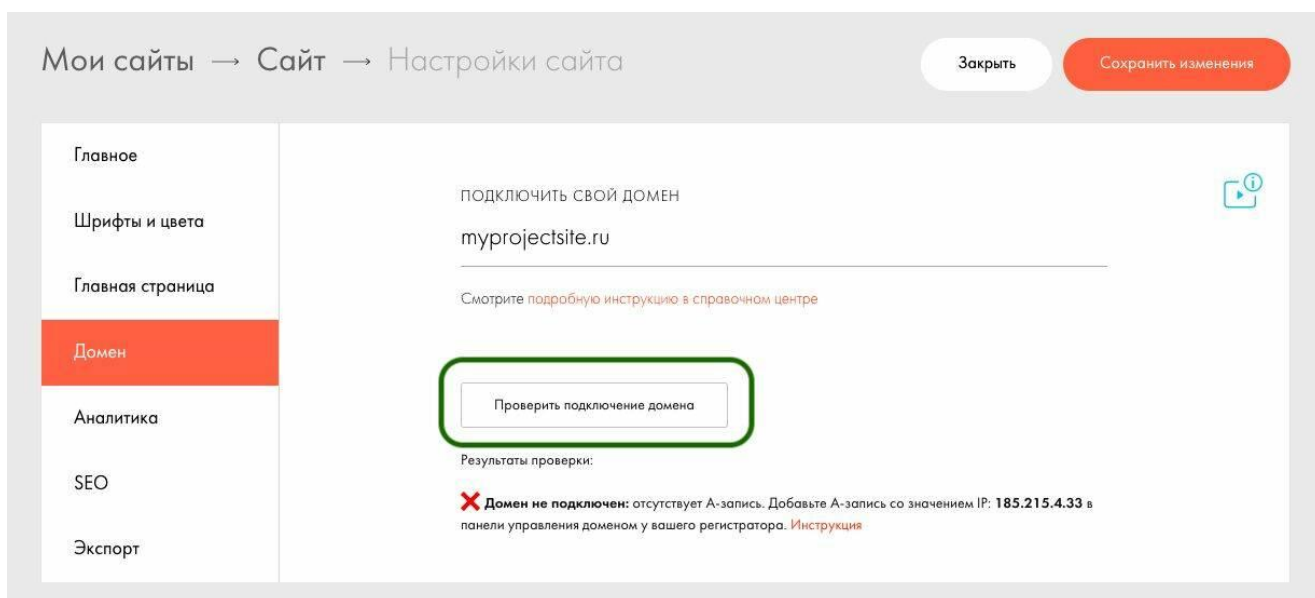 Мои сайты → Сайт → Настройки сайта
Закрыть
Сохранить изменения
Главное
Шрифты и цвета
Главная страница
Домен
Аналитика
SEO
Экспорт
ПОДКЛЮЧИТЬ СВОЙ ДОМЕН
myprojectsite.ru
Смотрите подробную инструкцию в справочном центре
Проверить подключение домена
Результаты проверки:
❌ Домен не подключен: отсутствует А-запись. Добавьте А-запись со значением IP: 185.215.4.33 в
панели управления доменом у вашего регистратора. Инструкция